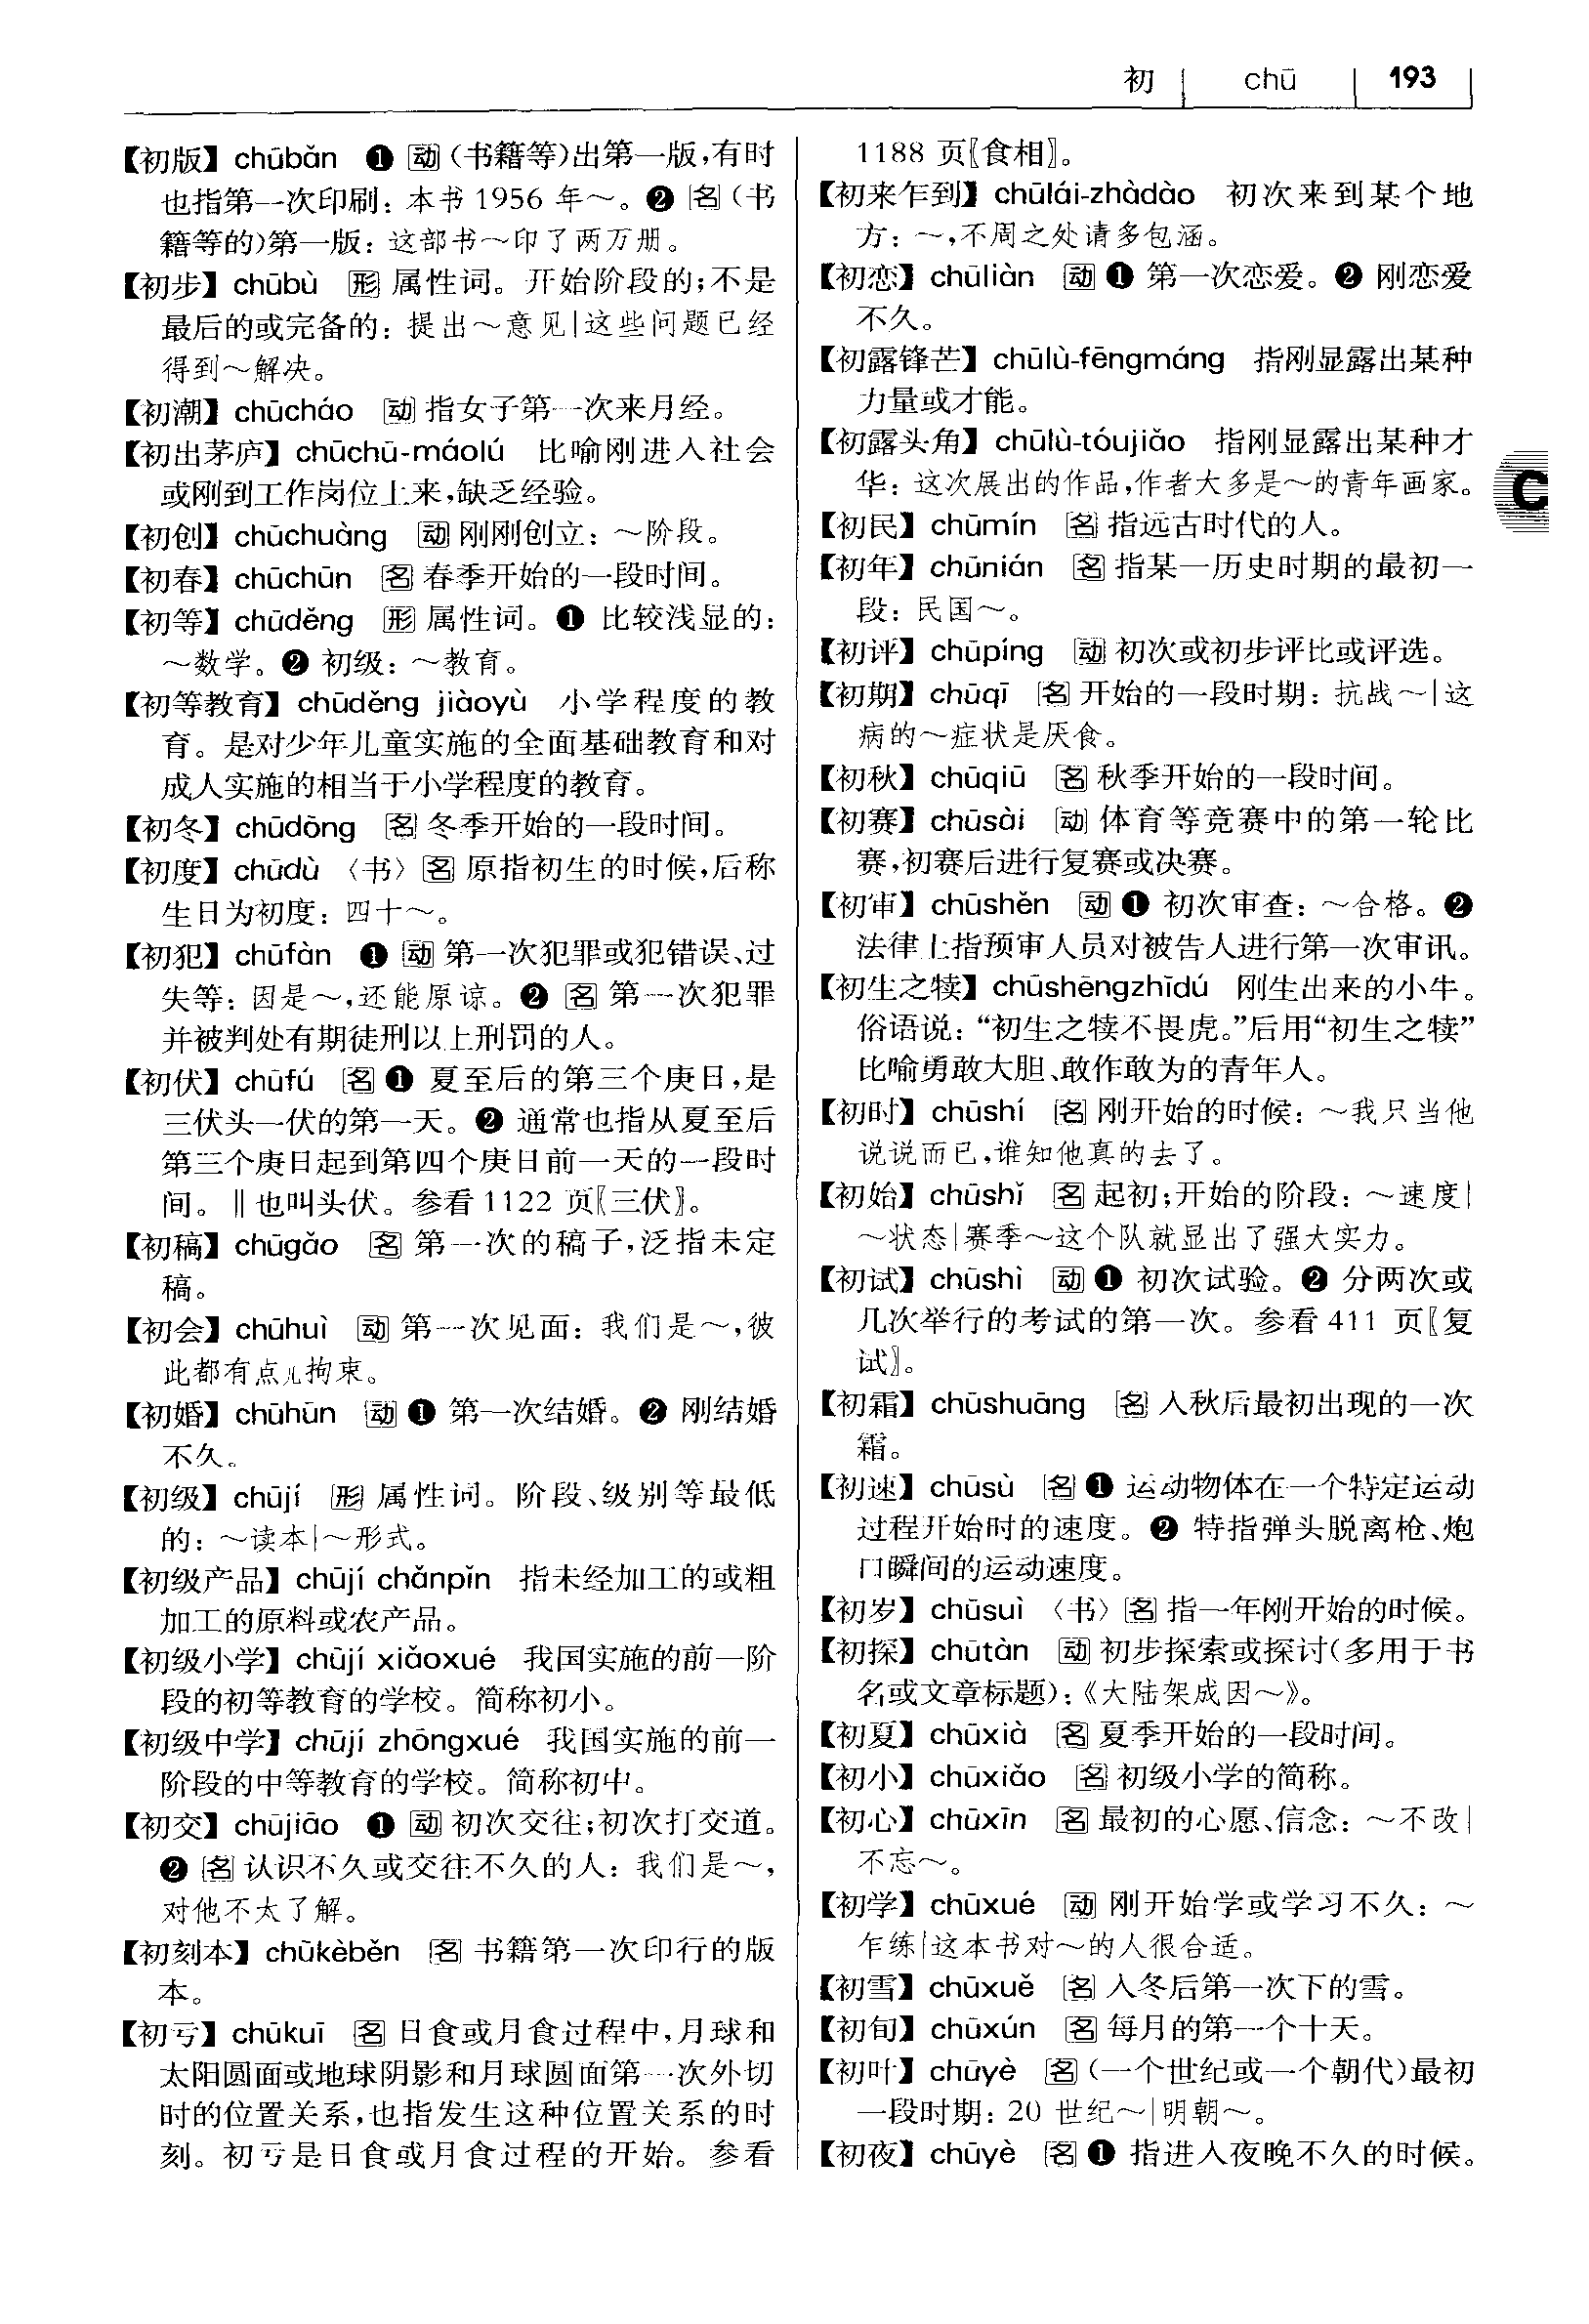 初 chū 193
【初版】chūbǎn ❶ 动（书籍等）出第一版，有时
也指第一次印刷：本书1956年～。❷ 名（书
籍等的）第一版：这部书～印了两万册。
【初步】chūbù 形 属性词。开始阶段的；不是
最后的或完备的：提出～意见|这些问题已经
得到～解决。
【初潮】chūcháo 动 指女子第一次来月经。
【初出茅庐】chūchū-máolú 比喻刚进入社会
或刚到工作岗位上来，缺乏经验。
【初创】chūchuàng 动 刚刚创立：～阶段。
【初春】chūchūn 名 春季开始的一段时间。
【初等】chūděng 形 属性词。❶ 比较浅显的：
～数学。❷ 初级：～教育。
【初等教育】chūděng jiàoyù 小学程度的教
育。是对少年儿童实施的全面基础教育和对
成人实施的相当于小学程度的教育。
【初冬】chūdōng 名 冬季开始的一段时间。
【初度】chūdù 〈书〉名 原指初生的时候，后称
生日为初度：四十～。
【初犯】chūfàn ❶ 动 第一次犯罪或犯错误、过
失等：因是～，还能原谅。❷ 名 第一次犯罪
并被判处有期徒刑以上刑罚的人。
【初伏】chūfú 名 ❶ 夏至后的第三个庚日，是
三伏头一伏的第一天。❷ 通常也指从夏至后
第三个庚日起到第四个庚日前一天的一段时
间。‖也叫头伏。参看1122页〖三伏〗。
【初稿】chūgǎo 名 第一次的稿子，泛指未定
稿。
【初会】chūhuì 动 第一次见面：我们是～，彼
此都有点儿拘束。
【初婚】chūhūn 动 ❶ 第一次结婚。❷ 刚结婚
不久。
【初级】chūjí 形 属性词。阶段、级别等最低
的：～读本|～形式。
【初级产品】chūjí chǎnpǐn 指未经加工的或粗
加工的原料或农产品。
【初级小学】chūjí xiǎoxué 我国实施的前一阶
段的初等教育的学校。简称初小。
【初级中学】chūjí zhōngxué 我国实施的前一
阶段的中等教育的学校。简称初中。
【初交】chūjiāo ❶ 动 初次交往；初次打交道。
❷ 名 认识不久或交往不久的人：我们是～，
对他不太了解。
【初刻本】chūkèběn 名 书籍第一次印行的版
本。
【初亏】chūkuī 名 日食或月食过程中，月球和
太阳圆面或地球阴影和月球圆面第一次外切
时的位置关系，也指发生这种位置关系的时
刻。初亏是日食或月食过程的开始。参看
1188页〖食相〗。
【初来乍到】chūlái-zhàdào 初次来到某个地
方：～，不周之处请多包涵。
【初恋】chūliàn 动 ❶ 第一次恋爱。❷ 刚恋爱
不久。
【初露锋芒】chūlù-fēngmáng 指刚显露出某种
力量或才能。
【初露头角】chūlù-tóujiǎo 指刚显露出某种才
华：这次展出的作品，作者大多是～的青年画家。
C
【初民】chūmín 名 指远古时代的人。
【初年】chūnián 名 指某一历史时期的最初一
段：民国～。
【初评】chūpíng 动 初次或初步评比或评选。
【初期】chūqī 名 开始的一段时期：抗战～|这
病的～症状是厌食。
【初秋】chūqiū 名 秋季开始的一段时间。
【初赛】chūsài 动 体育等竞赛中的第一轮比
赛，初赛后进行复赛或决赛。
【初审】chūshěn 动 ❶ 初次审查：～合格。❷
法律上指预审人员对被告人进行第一次审讯。
【初生之犊】chūshēngzhīdú 刚生出来的小牛。
俗语说：“初生之犊不畏虎。”后用“初生之犊”
比喻勇敢大胆、敢作敢为的青年人。
【初时】chūshí 名 刚开始的时候：～我只当他
说说而已，谁知他真的去了。
【初始】chūshǐ 名 起初；开始的阶段：～速度|
～状态|赛季～这个队就显出了强大实力。
【初试】chūshì 动 ❶ 初次试验。❷ 分两次或
几次举行的考试的第一次。参看411页〖复
试〗。
【初霜】chūshuāng 名 入秋后最初出现的一次
霜。
【初速】chūsù 名 ❶ 运动物体在一个特定运动
过程开始时的速度。❷ 特指弹头脱离枪、炮
口瞬间的运动速度。
【初岁】chūsuì 〈书〉名 指一年刚开始的时候。
【初探】chūtàn 动 初步探索或探讨（多用于书
名或文章标题）：《大陆架成因～》。
【初夏】chūxià 名 夏季开始的一段时间。
【初小】chūxiǎo 名 初级小学的简称。
【初心】chūxīn 名 最初的心愿、信念：～不改|
不忘～。
【初学】chūxué 动 刚开始学或学习不久：～
乍练|这本书对～的人很合适。
【初雪】chūxuě 名 入冬后第一次下的雪。
【初旬】chūxún 名 每月的第一个十天。
【初叶】chūyè 名（一个世纪或一个朝代）最初
一段时期：20世纪～|明朝～。
【初夜】chūyè 名 ❶ 指进入夜晚不久的时候。